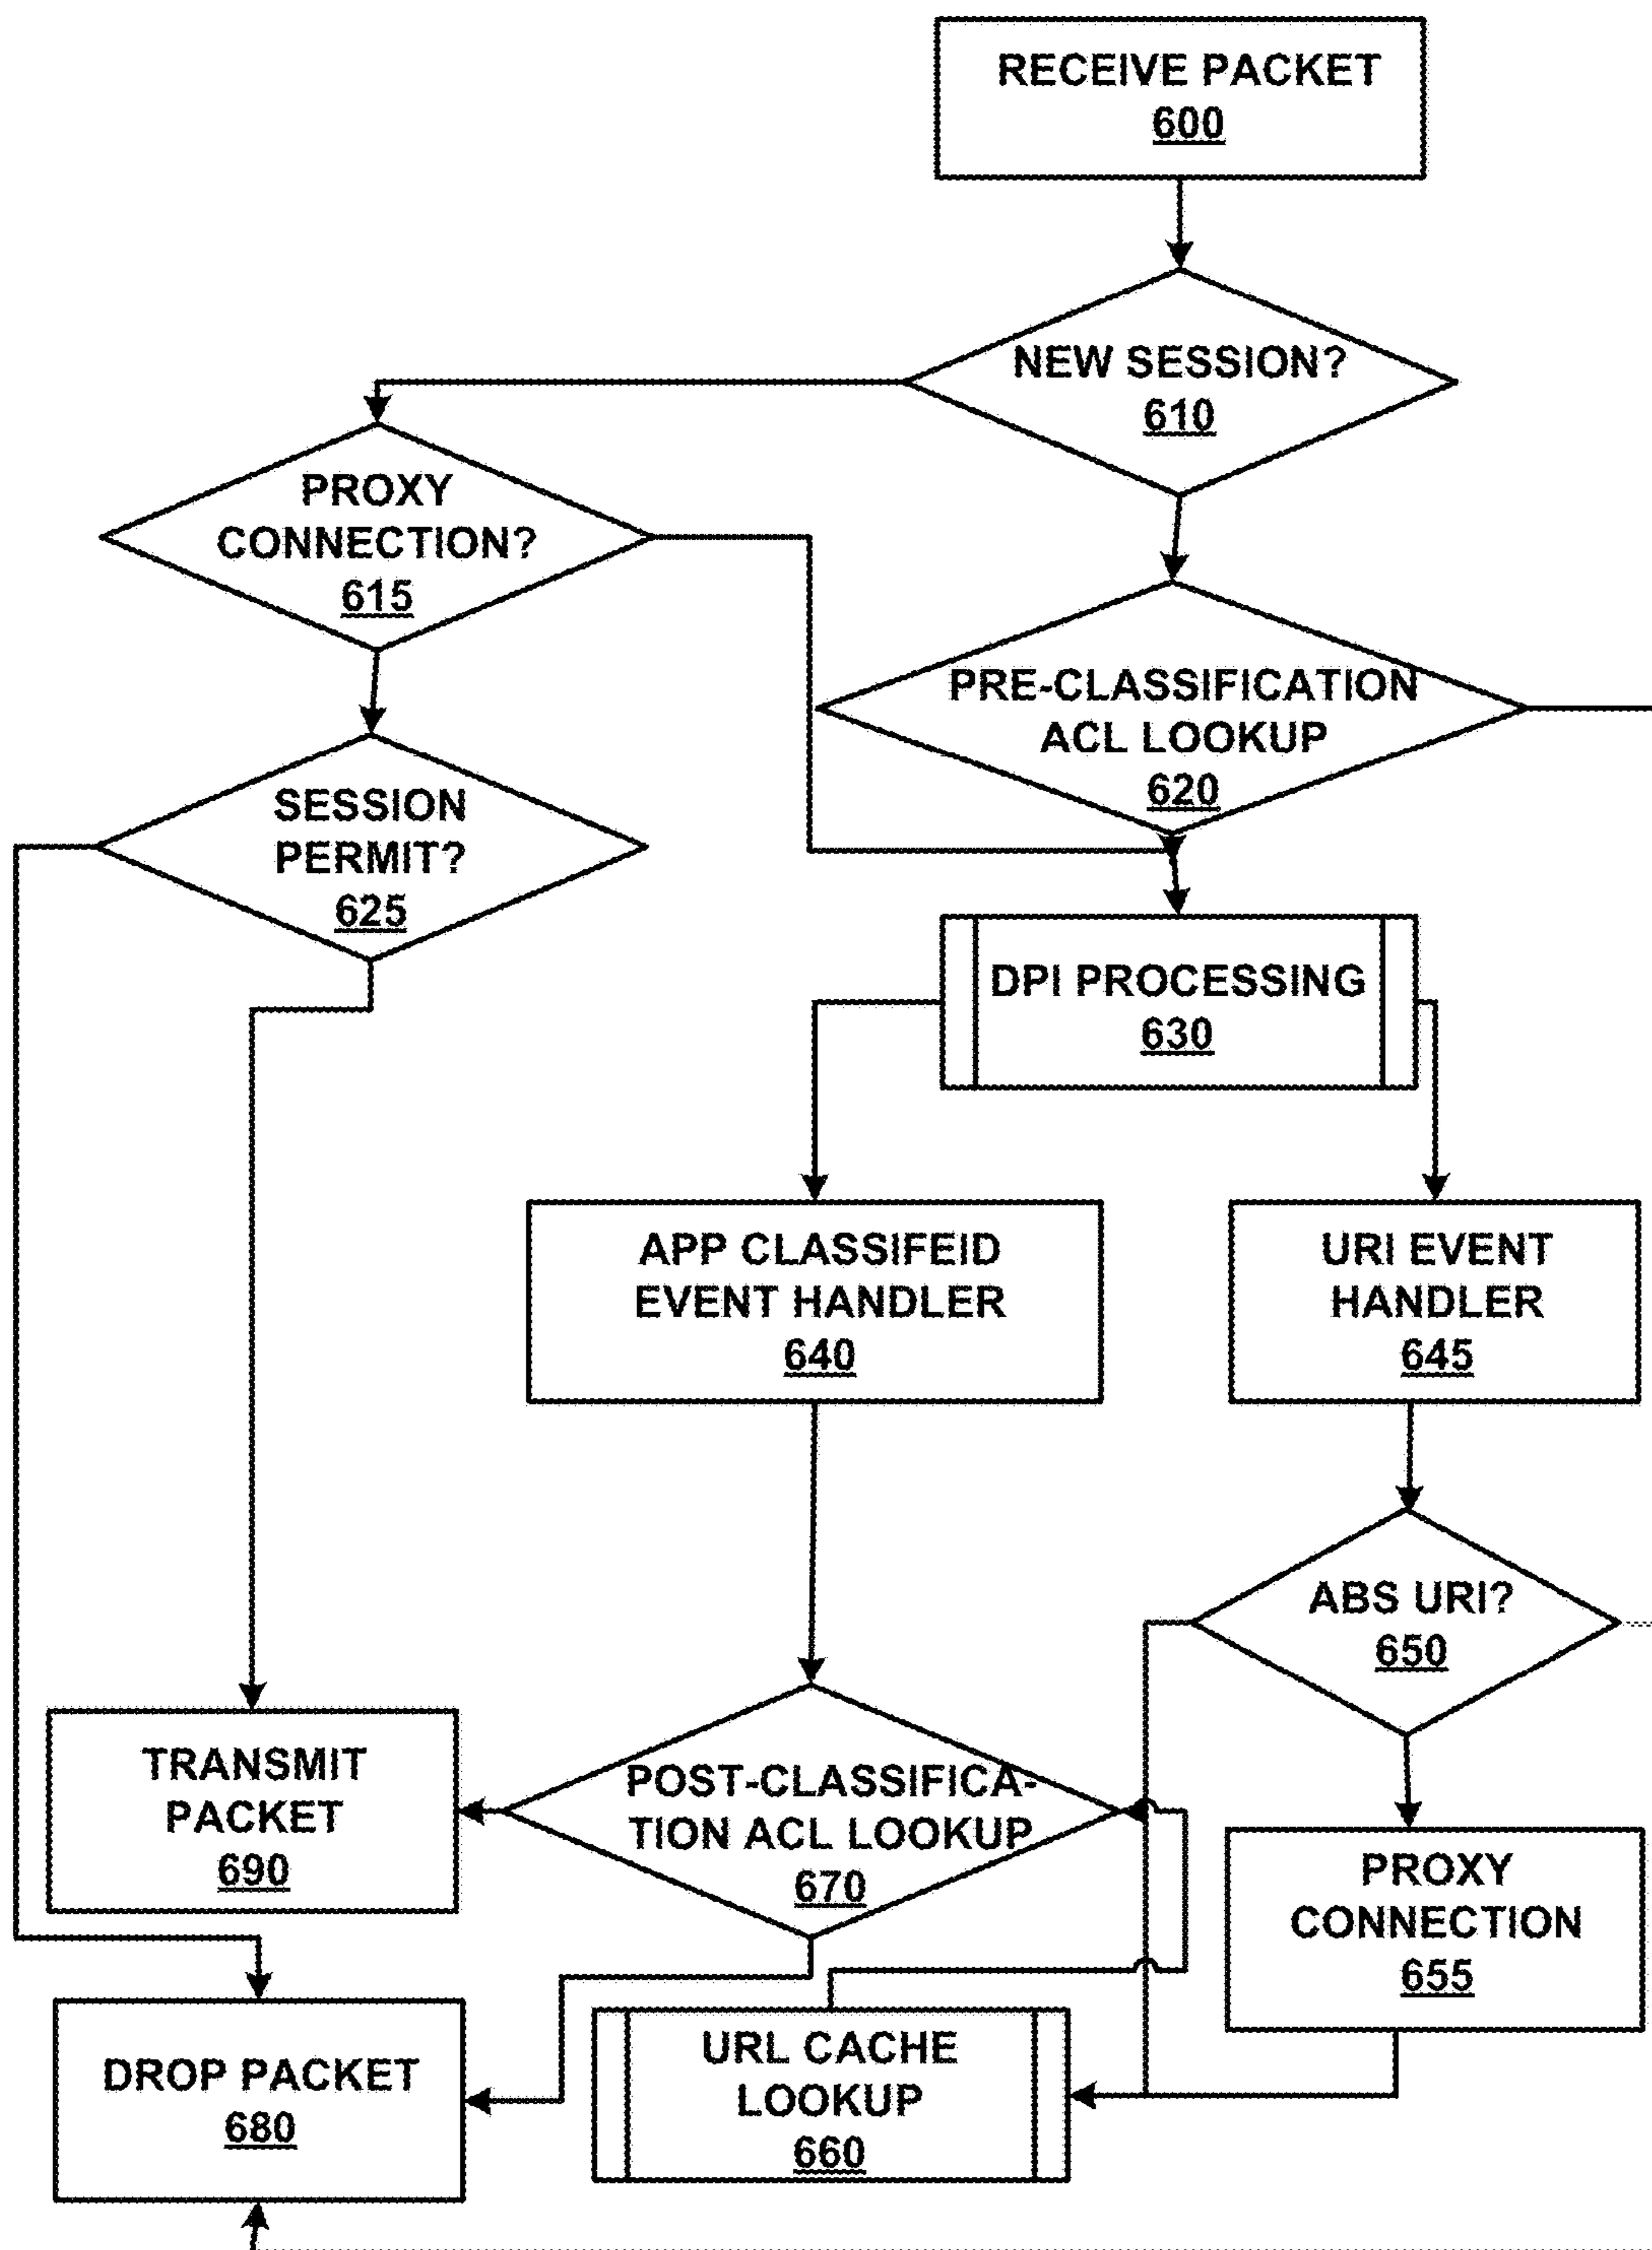 RECEIVE PACKET
600
NEW SESSION?
610
PROXY
CONNECTION?
615
PRE-CLASSIFICATION
ACL LOOKUP
620
SESSION
PERMIT?
625
DPI PROCESSING
630
APP CLASSIFEID
EVENT HANDLER
640
URI EVENT
HANDLER
645
ABS URI?
650
TRANSMIT
PACKET
690
POST-CLASSIFICA-
TION ACL LOOKUP
670
PROXY
CONNECTION
655
DROP PACKET
680
URL CACHE
LOOKUP
660